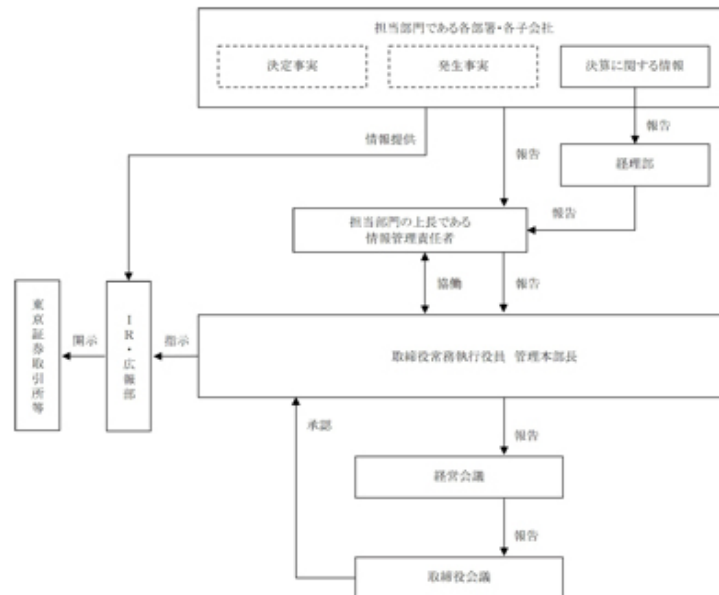 担当部門である各部署・各子会社
決定事実
発生事実
決算に関する情報
情報提供
報告
報告
経理部
報告
担当部門の上長である
情報管理責任者
協働
報告
東京証券取引所等
開示
IR・広報部
指示
取締役常務執行役員 管理本部長
承認
報告
経営会議
報告
取締役会議